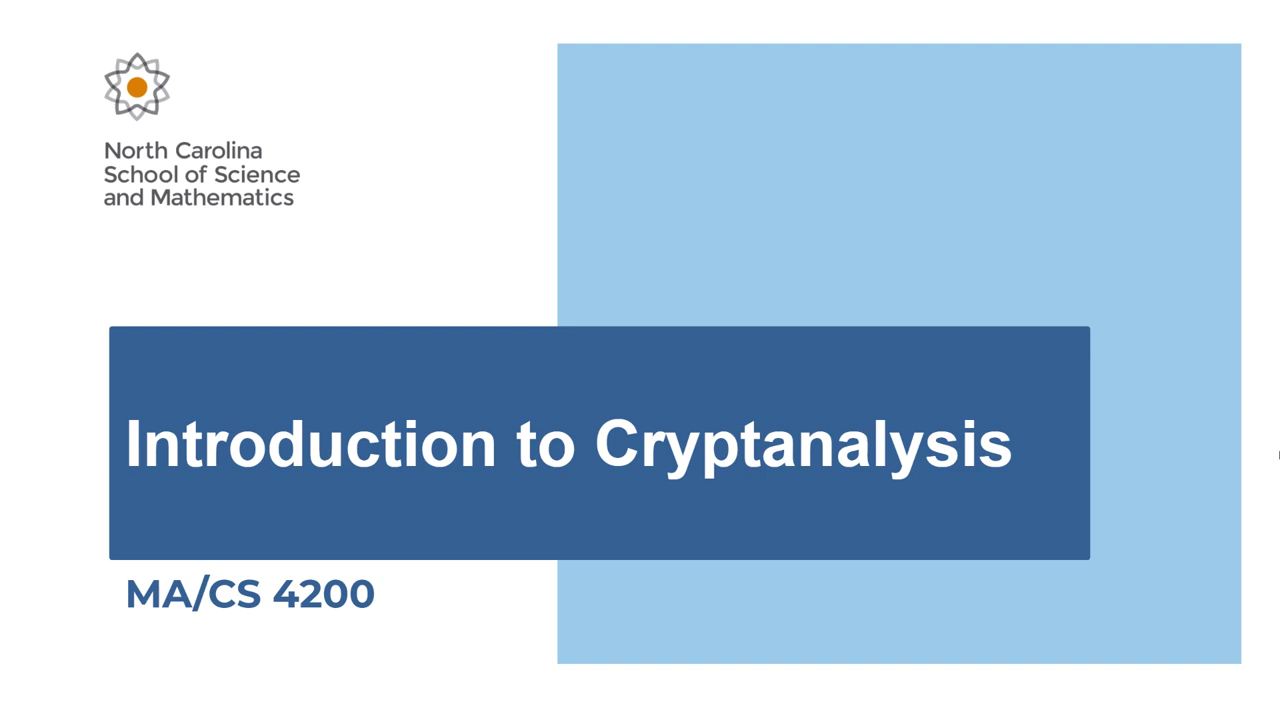 North Carolina
School of Science
and Mathematics
Introduction to Cryptanalysis
MA/CS 4200